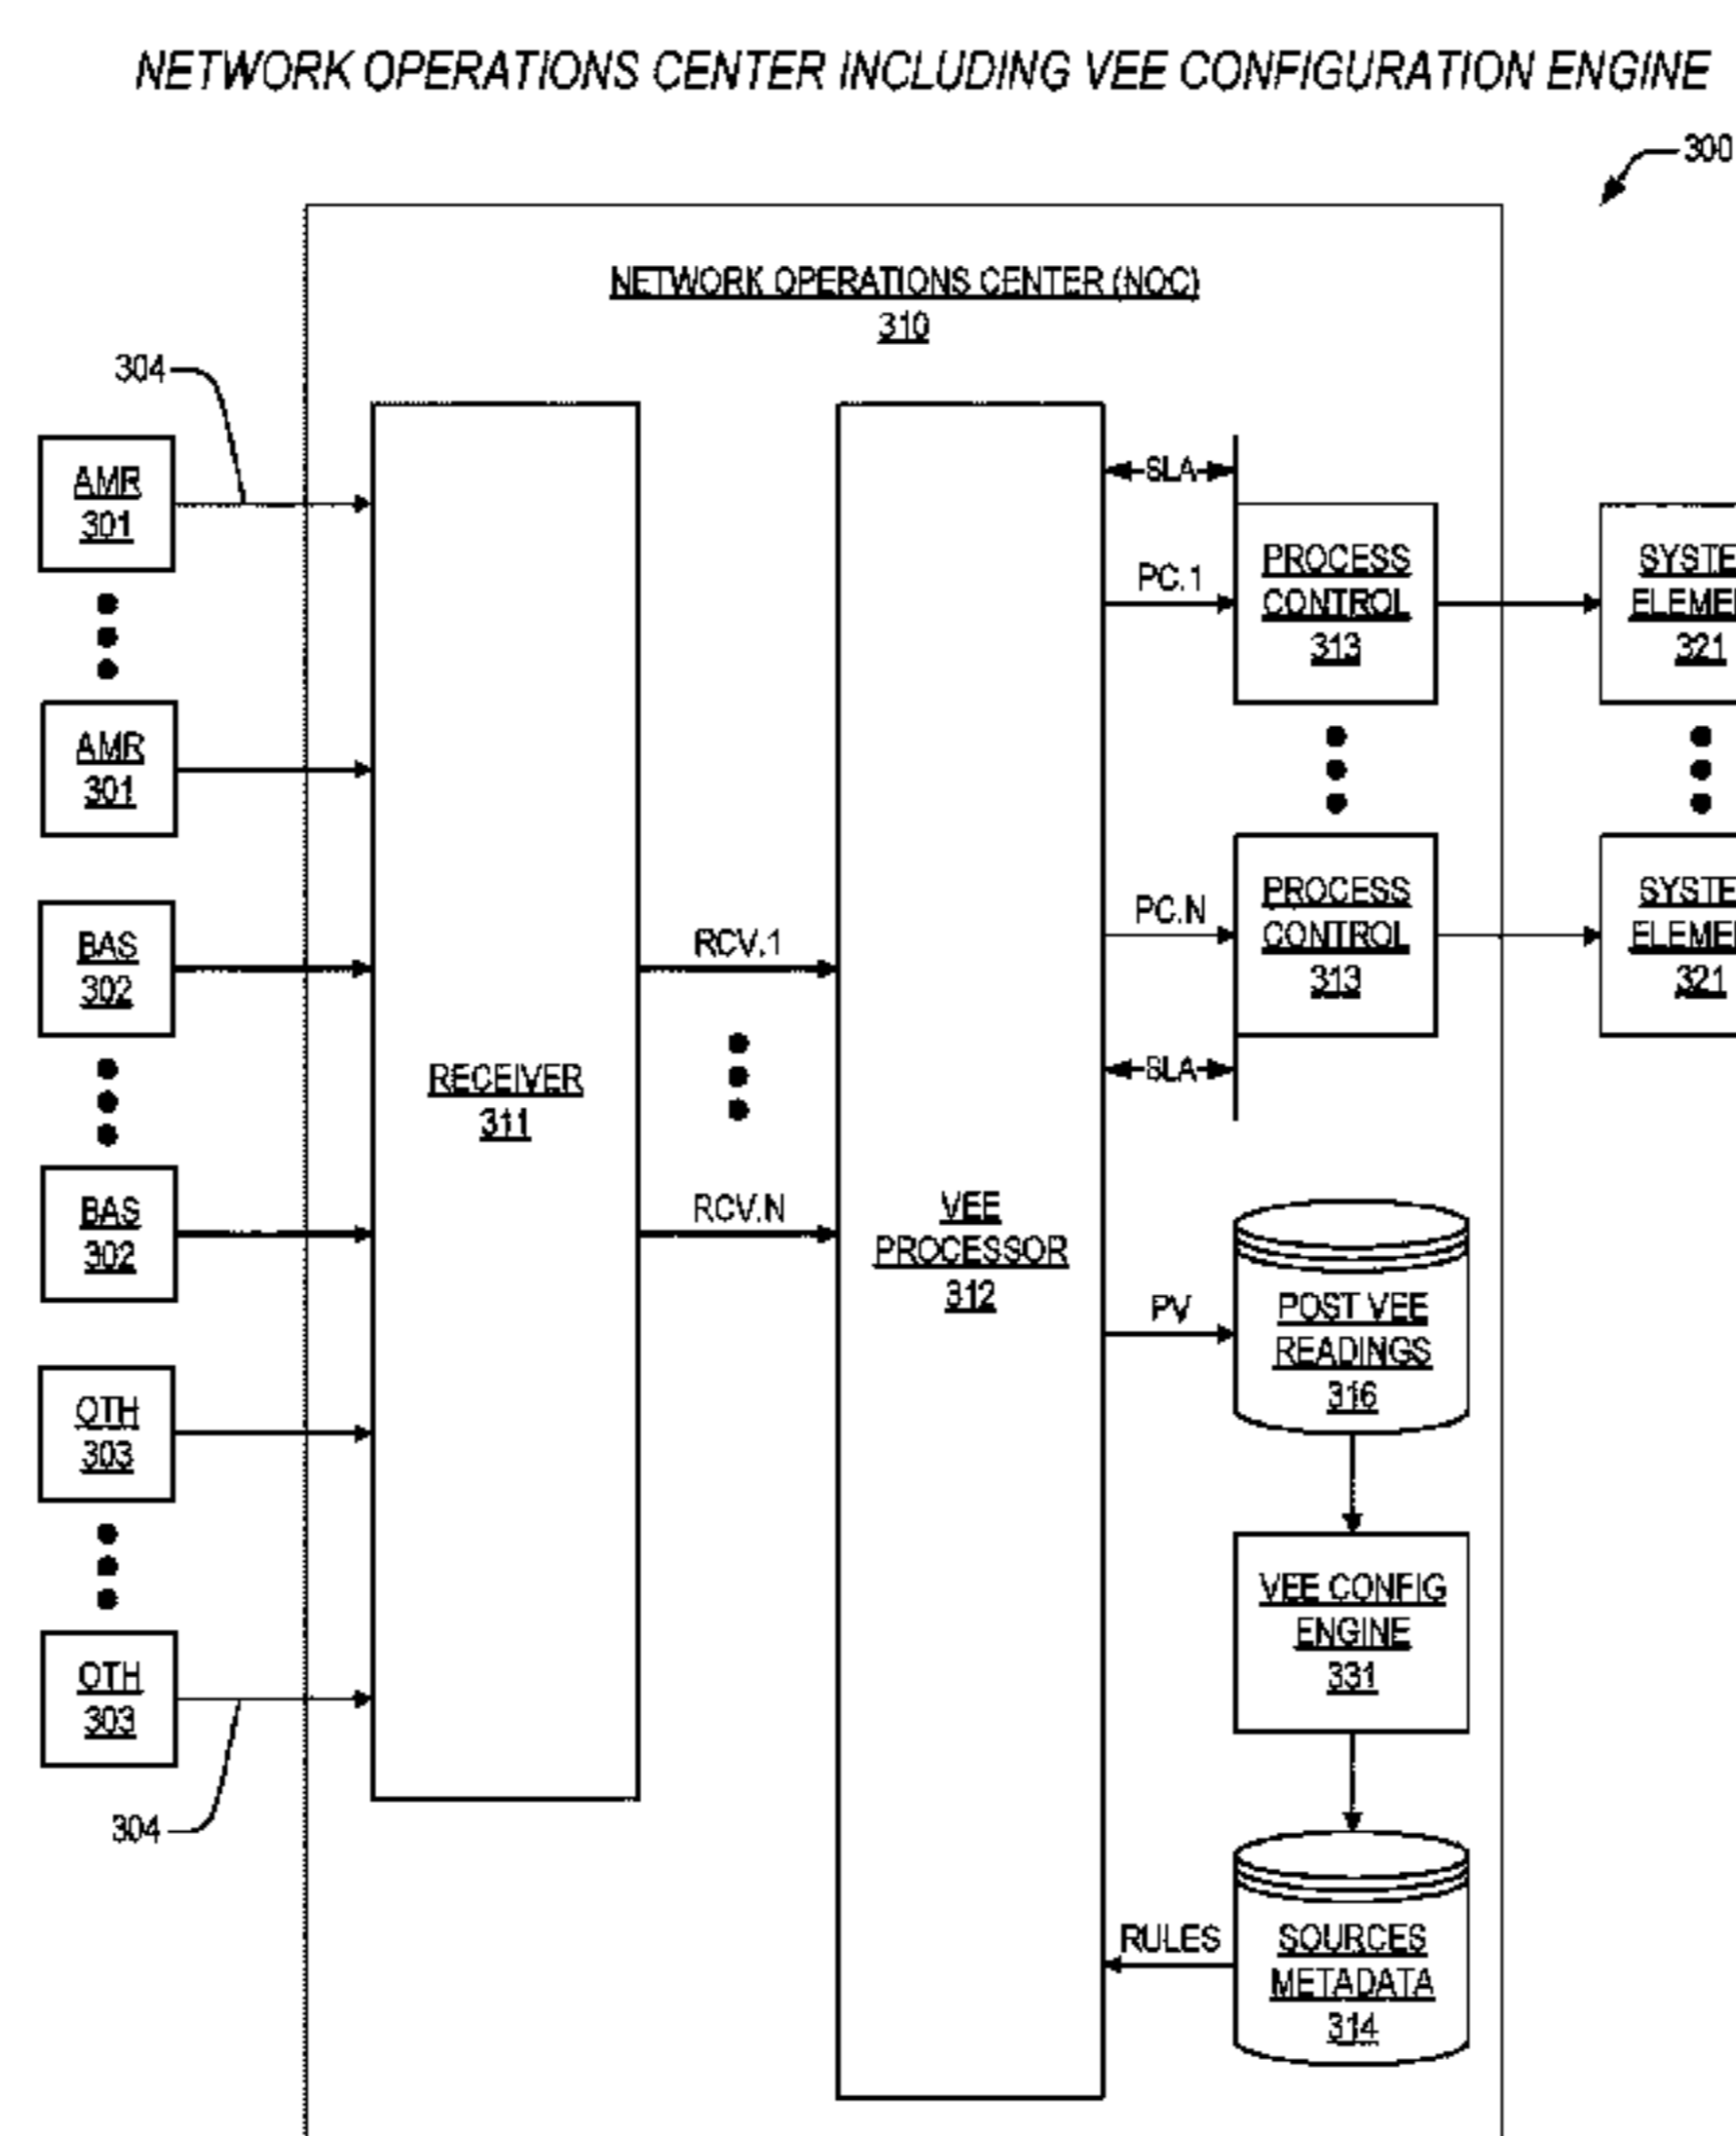 NETWORK OPERATIONS CENTER INCLUDING VEE CONFIGURATION ENGINE
300
NETWORK OPERATIONS CENTER (NOC)
310
304
AMR
301
AMR
301
BAS
302
BAS
302
OTH
303
OTH
303
304
RECEIVER
311
RCV.1
RCV.N
VEE
PROCESSOR
312
SLA
PC.1
PROCESS
CONTROL
313
PC.N
PROCESS
CONTROL
313
SLA
PV
POST VEE
READINGS
316
VEE CONFIG
ENGINE
331
RULES
SOURCES
METADATA
314
321
321